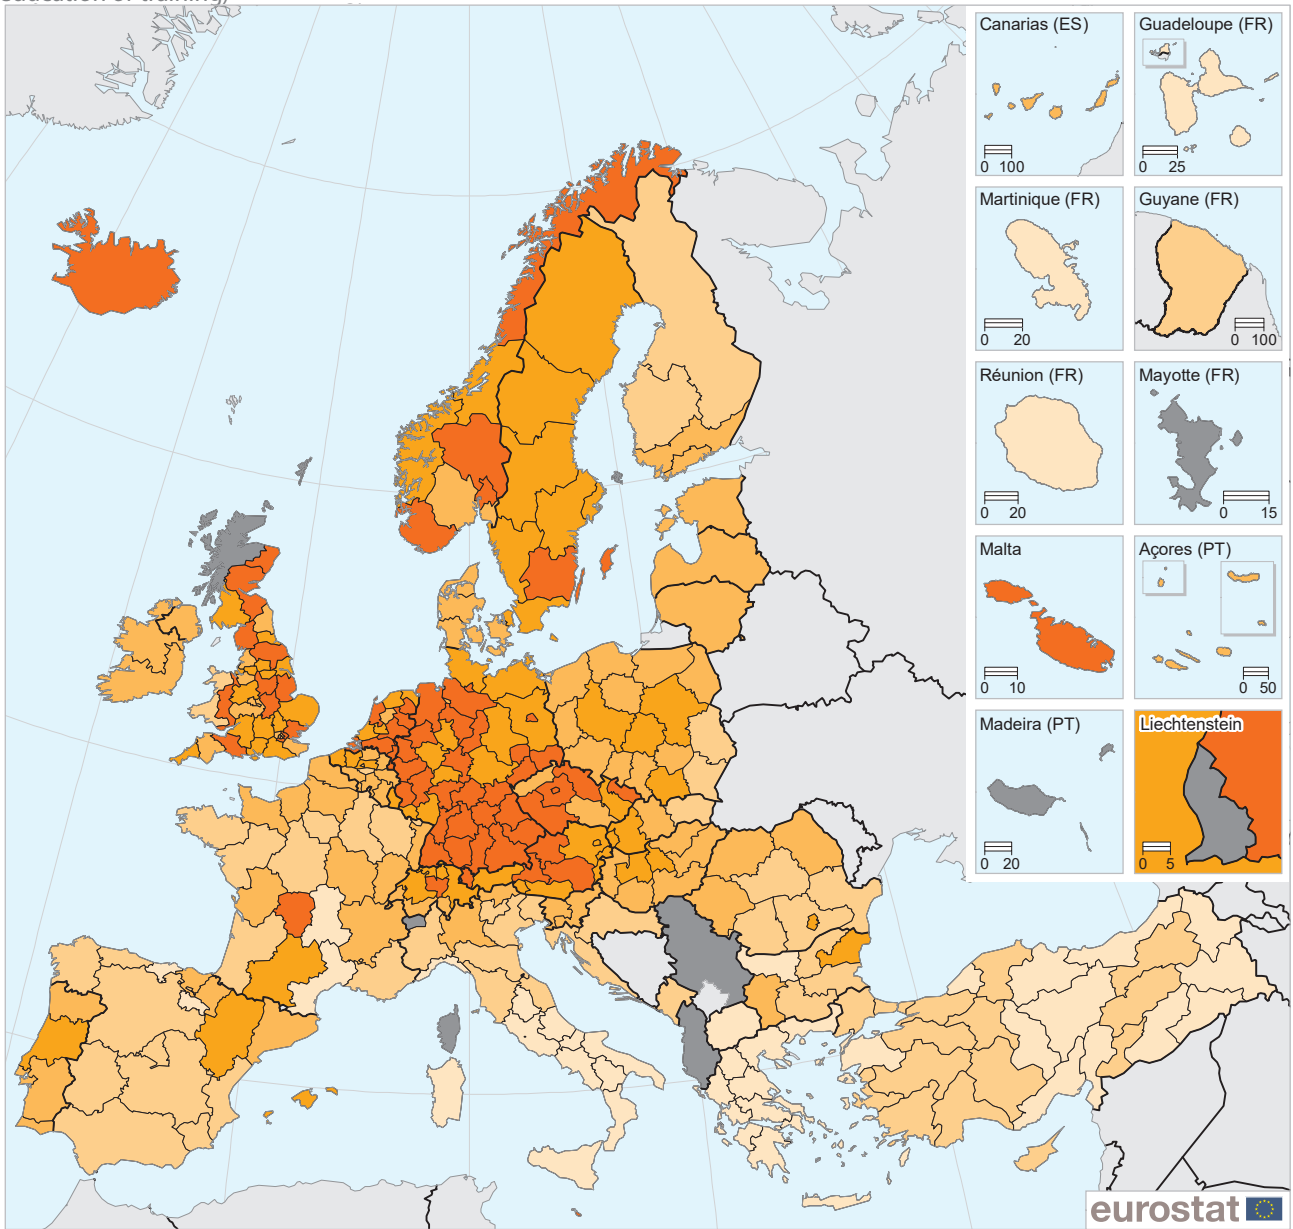 Canarias (ES)
0 100
Guadeloupe (FR)
0 25
Martinique (FR)
0 20
Guyane (FR)
0 100
Réunion (FR)
0 20
Mayotte (FR)
0 15
Malta
0 10
Açores (PT)
0 50
Madeira (PT)
0 20
Liechtenstein
0 5
eurostat